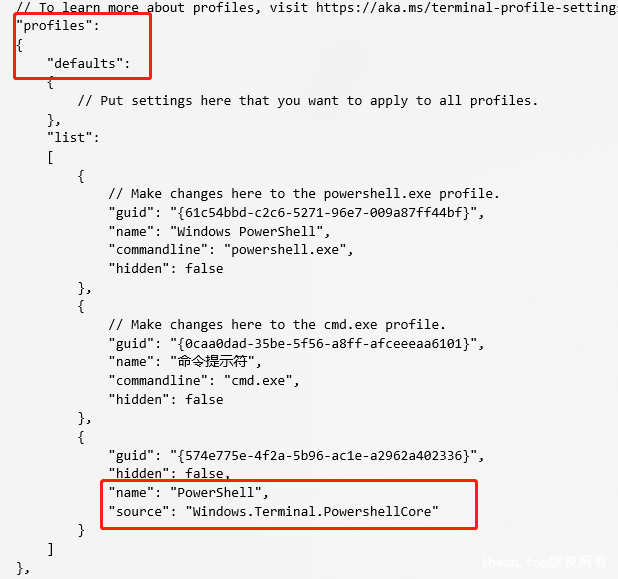 // To learn more about profiles, visit https://aka.ms/terminal-profile-settings
"profiles":
{
"defaults":
{
// Put settings here that you want to apply to all profiles.
},
"list":
[
{
// Make changes here to the powershell.exe profile.
"guid": "{61c54bbd-c2c6-5271-96e7-009a87ff44bf}",
"name": "Windows PowerShell",
"commandline": "powershell.exe",
"hidden": false
},
{
// Make changes here to the cmd.exe profile.
"guid": "{0caa0dad-35be-5f56-a8ff-afceeeaa6101}",
"name": "命令提示符",
"commandline": "cmd.exe",
"hidden": false
},
{
"guid": "{574e775e-4f2a-5b96-ac1e-a2962a402336}",
"hidden": false,
"name": "PowerShell",
"source": "Windows.Terminal.PowershellCore"
}
]
},
版权所有